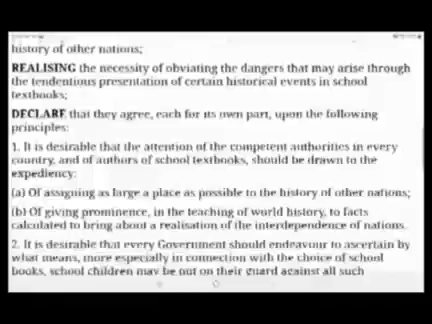 history of other nations;
REALISING the necessity of obviating the dangers that may arise through
the tendentious presentation of certain historical events in school
textbooks;
DECLARE that they agree, each for its own part, upon the following
principles:
1. It is desirable that the attention of the competent authorities in every
country, and of authors of school textbooks, should be drawn to the
expediency:
(a) Of assigning as large a place as possible to the history of other nations;
(b) Of giving prominence, in the teaching of world history, to facts
calculated to bring about a realisation of the interdependence of nations.
2. It is desirable that every Government should endeavour to ascertain by
what means, more especially in connection with the choice of school
books, school children may be put on their guard against all such